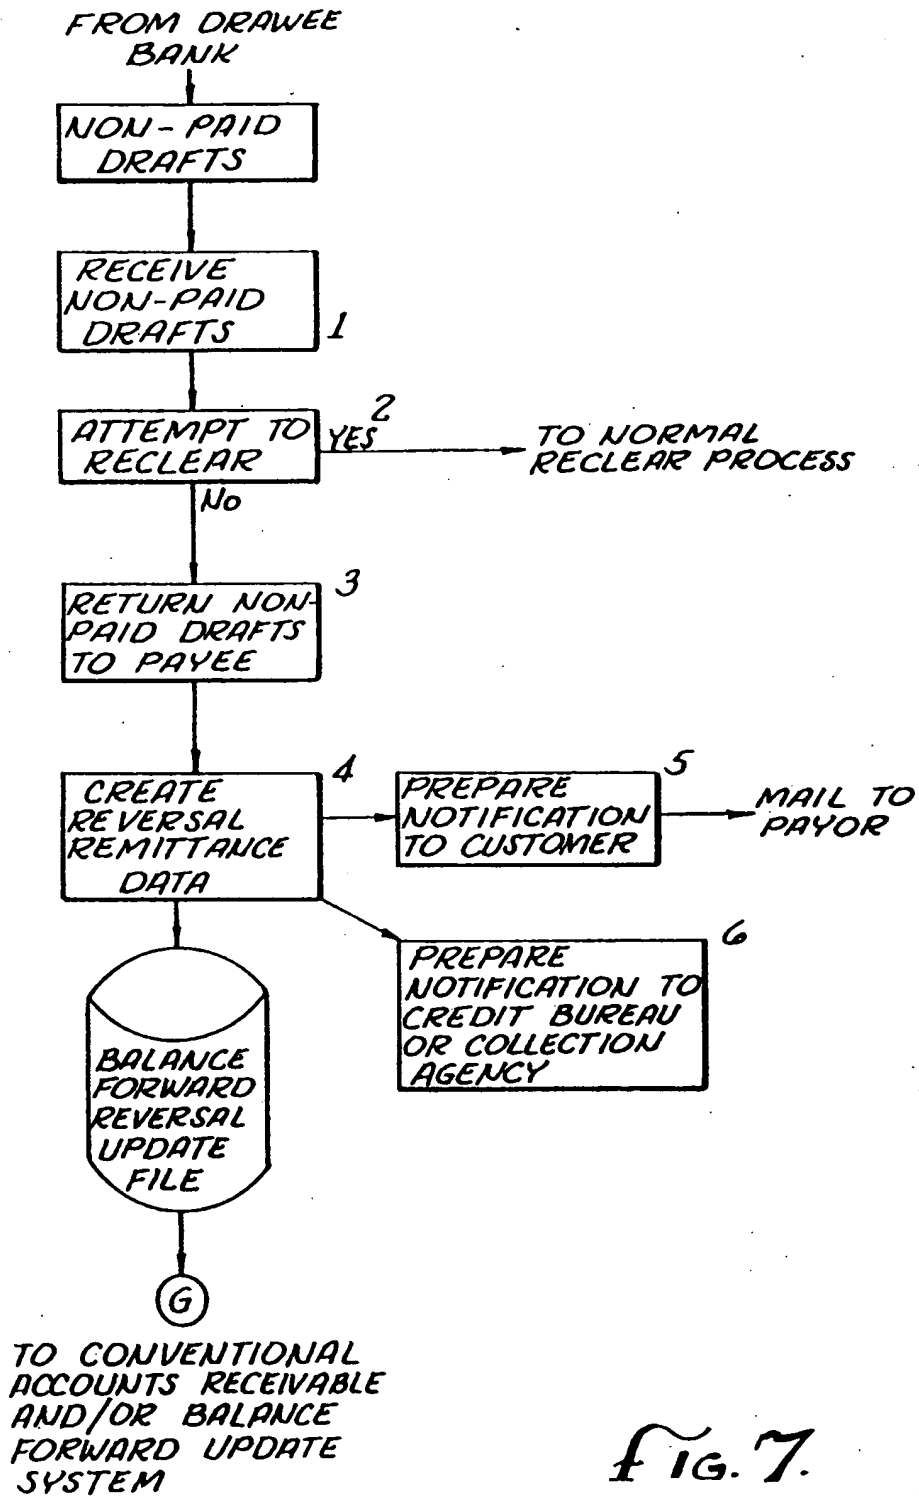 FROM DRAWEE
BANK
NON-PAID
DRAFTS
RECEIVE
NON-PAID
DRAFTS
1
ATTEMPT TO
RECLEAR
2
YES
TO NORMAL
RECLEAR PROCESS
NO
3
RETURN NON-
PAID DRAFTS
TO PAYEE
4
CREATE
REVERSAL
REMITTANCE
DATA
5
PREPARE
NOTIFICATION
TO CUSTOMER
MAIL TO
PAYOR
6
PREPARE
NOTIFICATION TO
CREDIT BUREAU
OR COLLECTION
AGENCY
BALANCE
FORWARD
REVERSAL
UPDATE
FILE
G
TO CONVENTIONAL
ACCOUNTS RECEIVABLE
AND/OR BALANCE
FORWARD UPDATE
SYSTEM
FIG. 7.